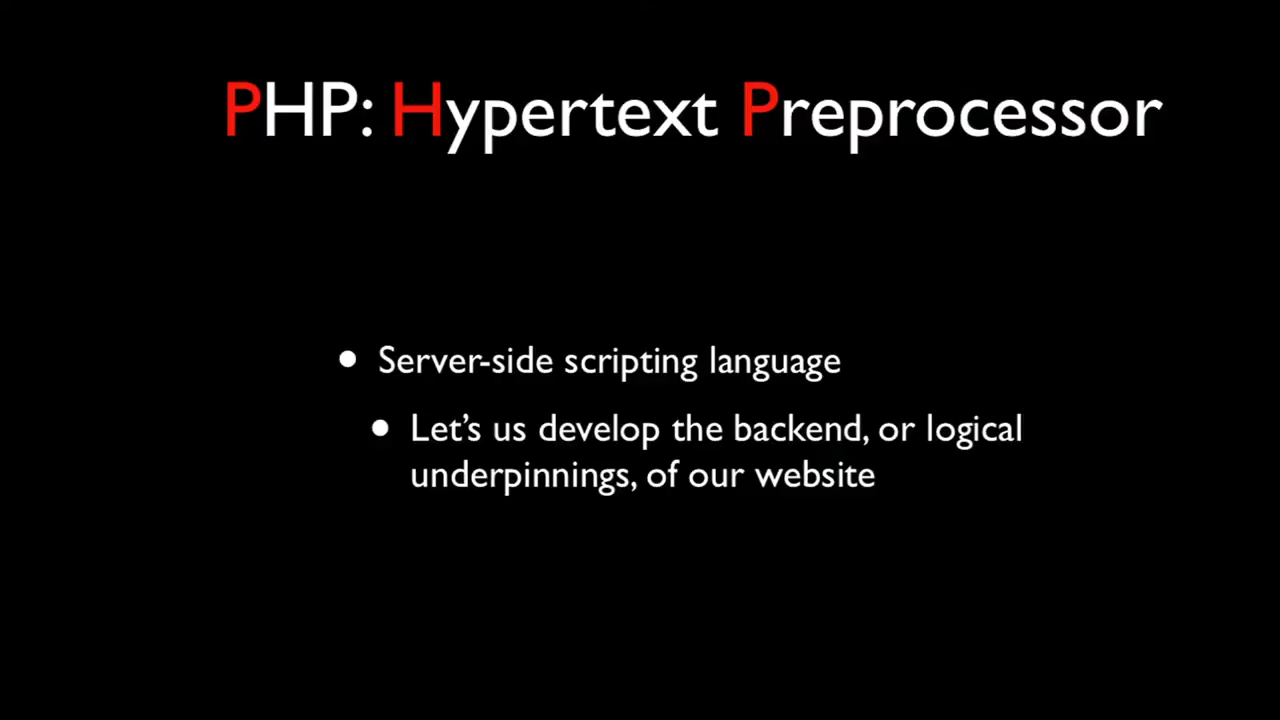 PHP: Hypertext Preprocessor
• Server-side scripting language
• Let’s us develop the backend, or logical
underpinnings, of our website